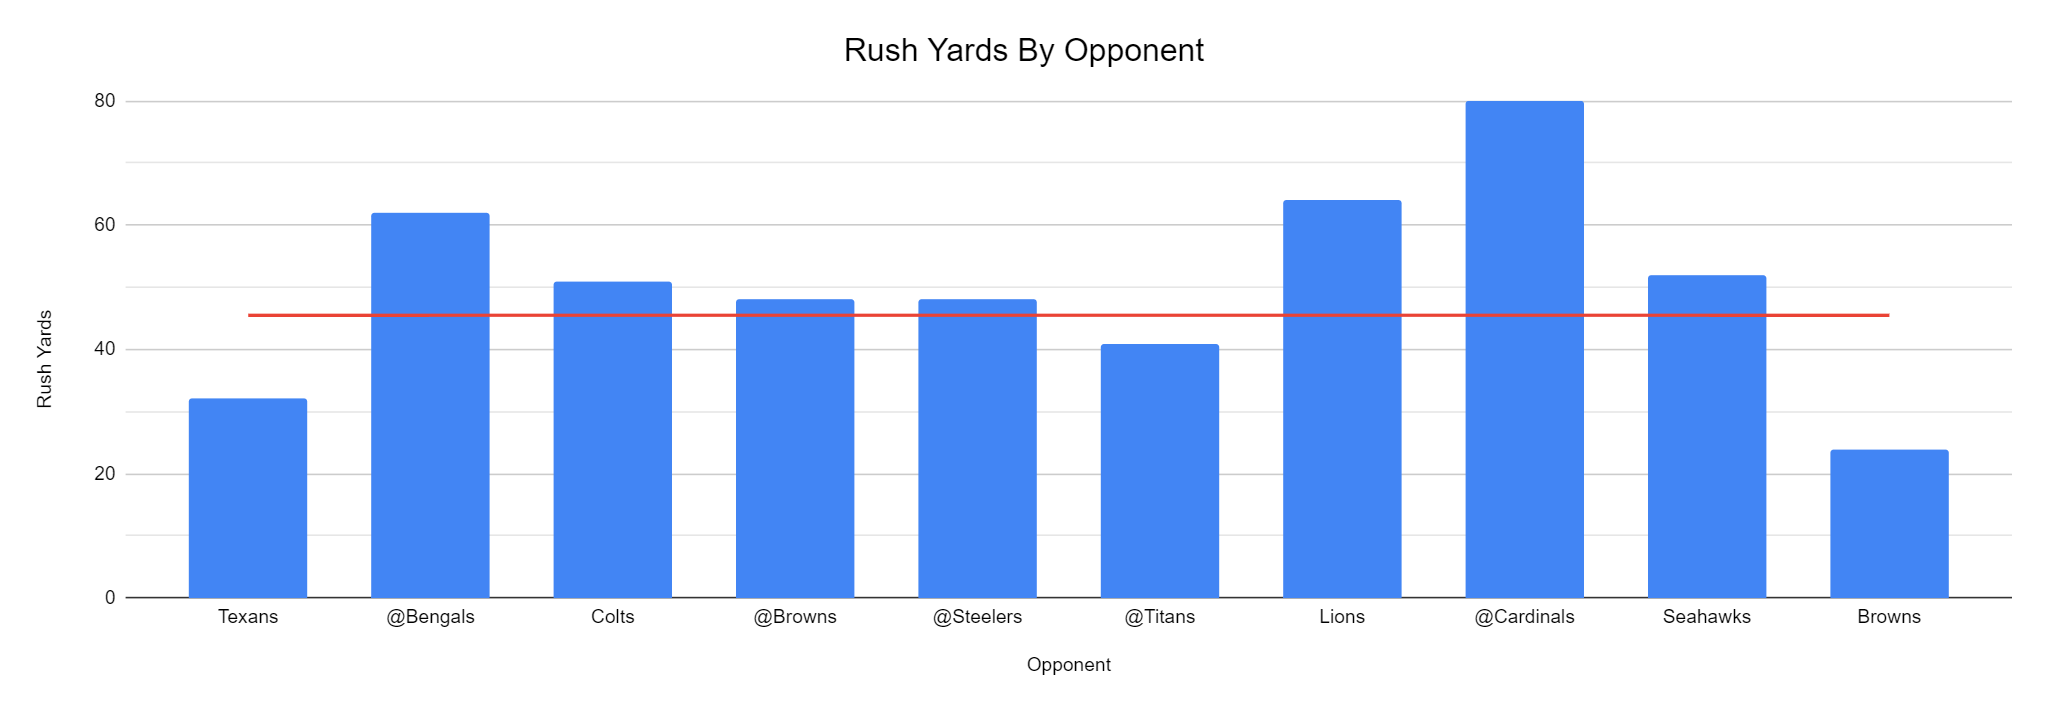 Rush Yards By Opponent
80
60
40
20
0
Rush Yards
Texans @Bengals Colts @Browns @Steelers @Titans Lions @Cardinals Seahawks Browns
Opponent